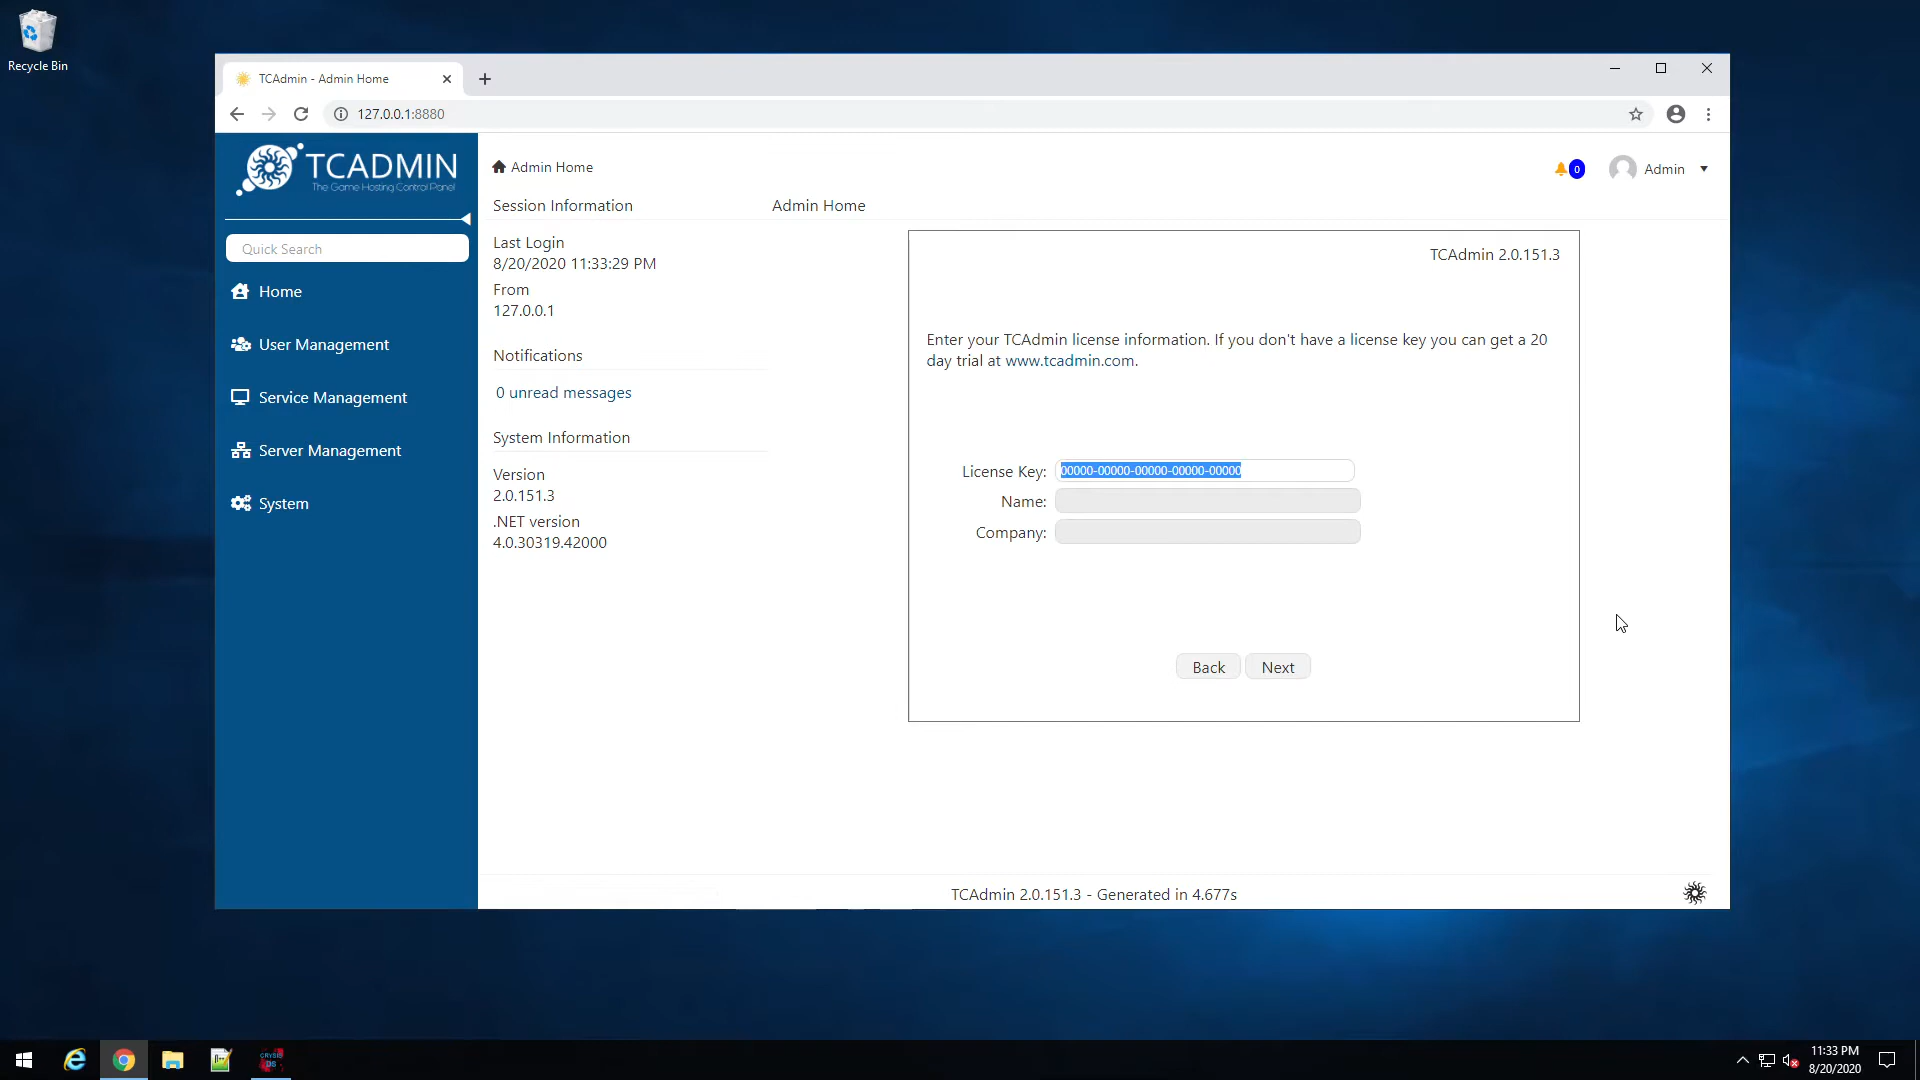 Recycle Bin
TCAdmin - Admin Home
127.0.0.1:8880
TCADMIN
The Game Hosting Control Panel
Quick Search
Home
User Management
Service Management
Server Management
System
Admin Home
0
Admin
Session Information
Last Login
8/20/2020 11:33:29 PM
From
127.0.0.1
Notifications
0 unread messages
System Information
Version
2.0.151.3
.NET version
4.0.30319.42000
Admin Home
TCAdmin 2.0.151.3
Enter your TCAdmin license information. If you don't have a license key you can get a 20
day trial at www.tcadmin.com.
License Key: 00000-00000-00000-00000-00000
Name:
Company:
Back Next
TCAdmin 2.0.151.3 - Generated in 4.677s
CRYSIS
DS
11:33 PM
8/20/2020